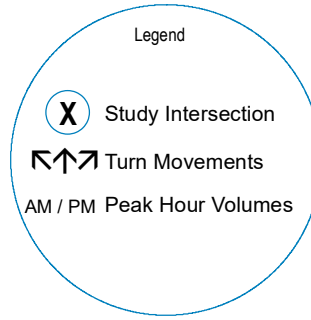 Legend
X Study Intersection
Turn Movements
AM / PM Peak Hour Volumes